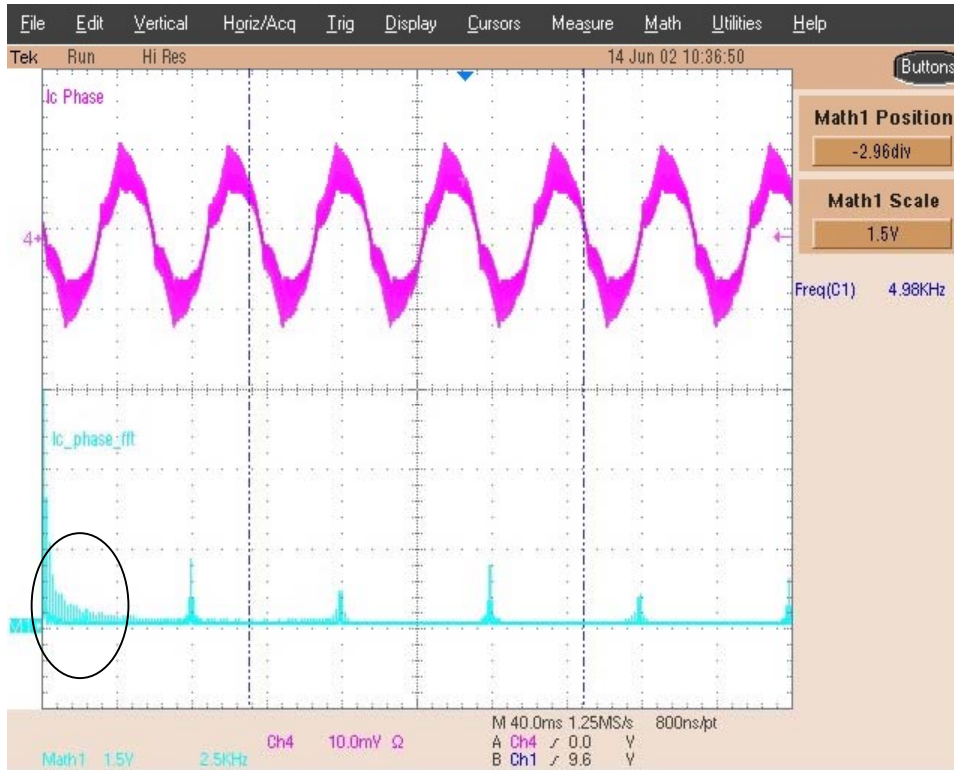 File Edit Vertical Horiz/Acq Trig Display Cursors Measure Math Utilities Help
Tek Run Hi Res 14 Jun 02 10:36:50
Buttons
Ic Phase
Math1 Position
-2.96div
Math1 Scale
1.5V
4
Freq(C1) 4.98KHz
Ic_phase_fft
M 40.0ms 1.25MS/s 800ns/pt
Ch4 10.0mV Ω A Ch4 0.0 V
Math1 1.5V 2.5KHz B Ch1 9.6 V